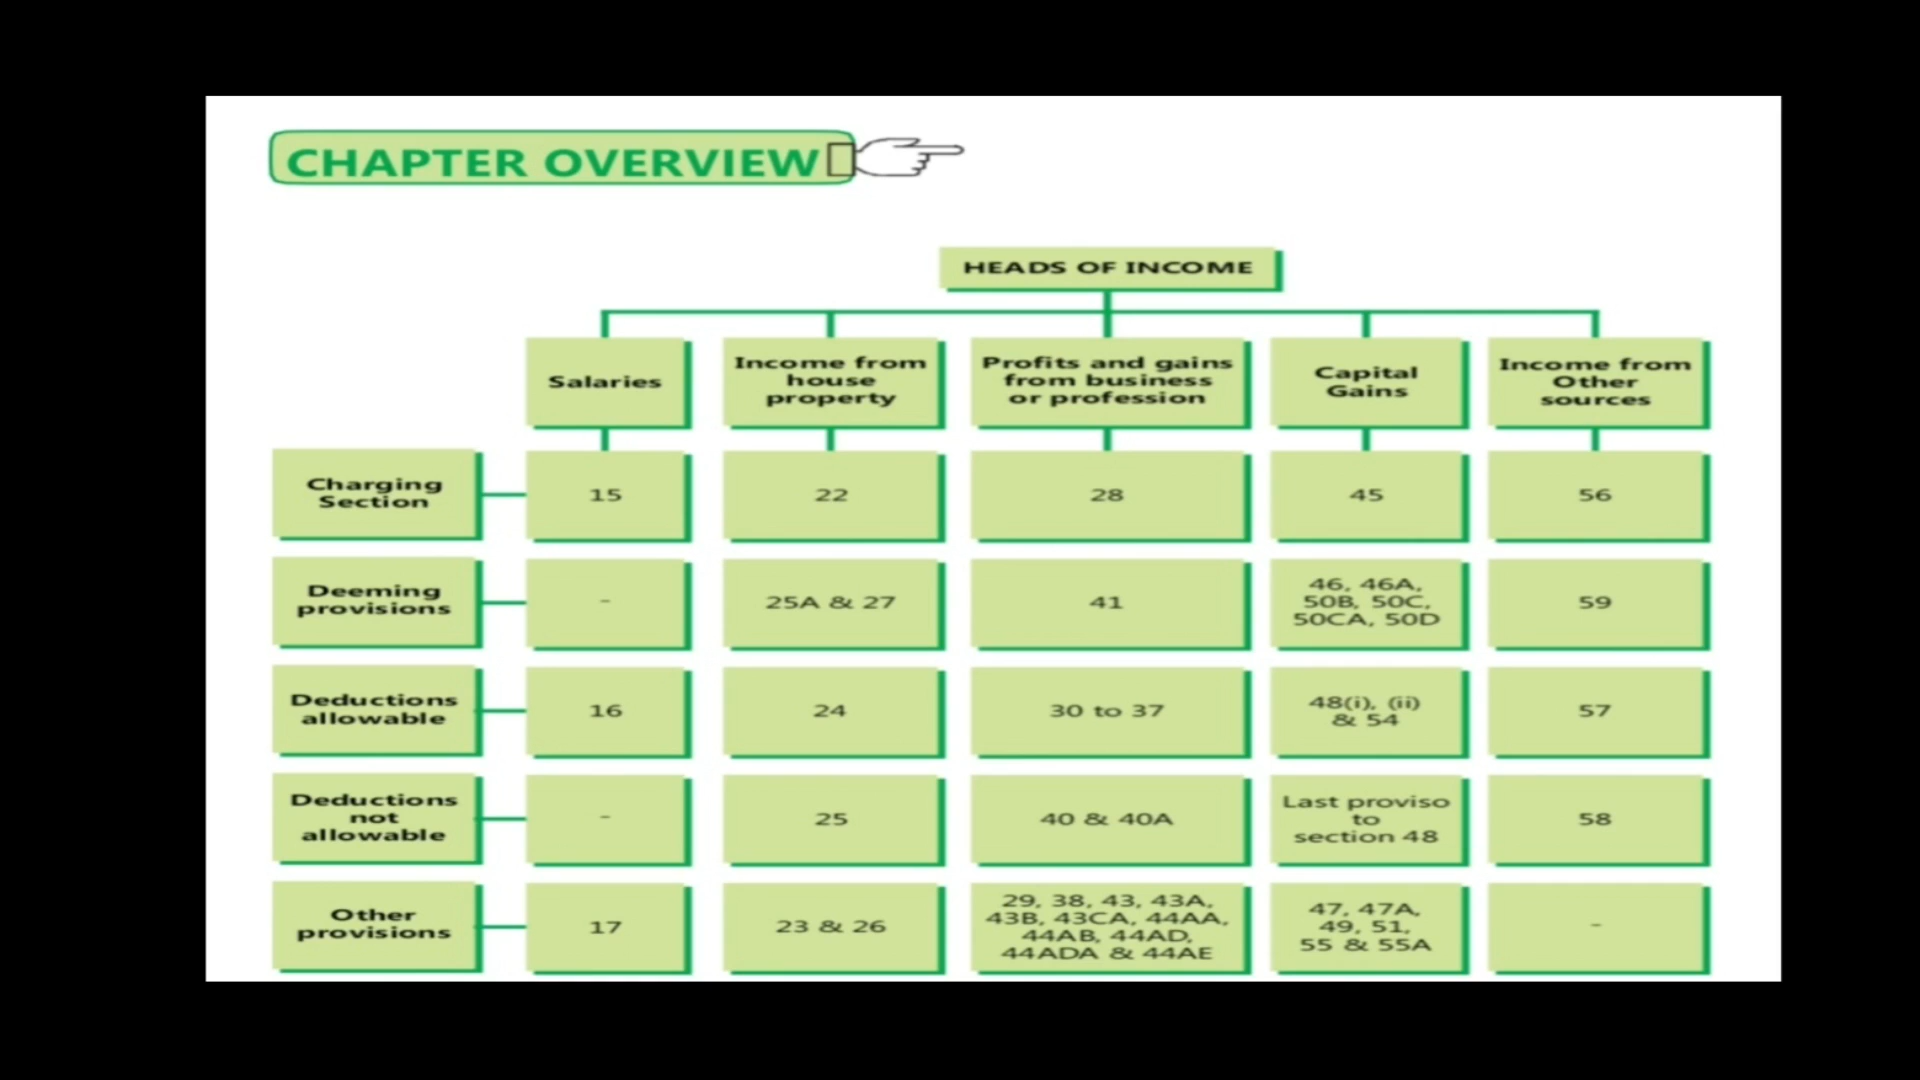 CHAPTER OVERVIEW
HEADS OF INCOME
Salaries
Income from
house
property
Profits and gains
from business
or profession
Capital
Gains
Income from
Other
sources
Charging
Section
15
22
28
45
56
Deeming
provisions
-
25A & 27
41
46, 46A,
50B, 50C,
50CA, 50D
59
Deductions
allowable
16
24
30 to 37
48(i), (ii)
& 54
57
Deductions
not
allowable
-
25
40 & 40A
Last proviso
to
section 48
58
Other
provisions
17
23 & 26
29, 38, 43, 43A,
43B, 43CA, 44AA,
44AB, 44AD,
44ADA & 44AE
47, 47A,
49, 51,
55 & 55A
-